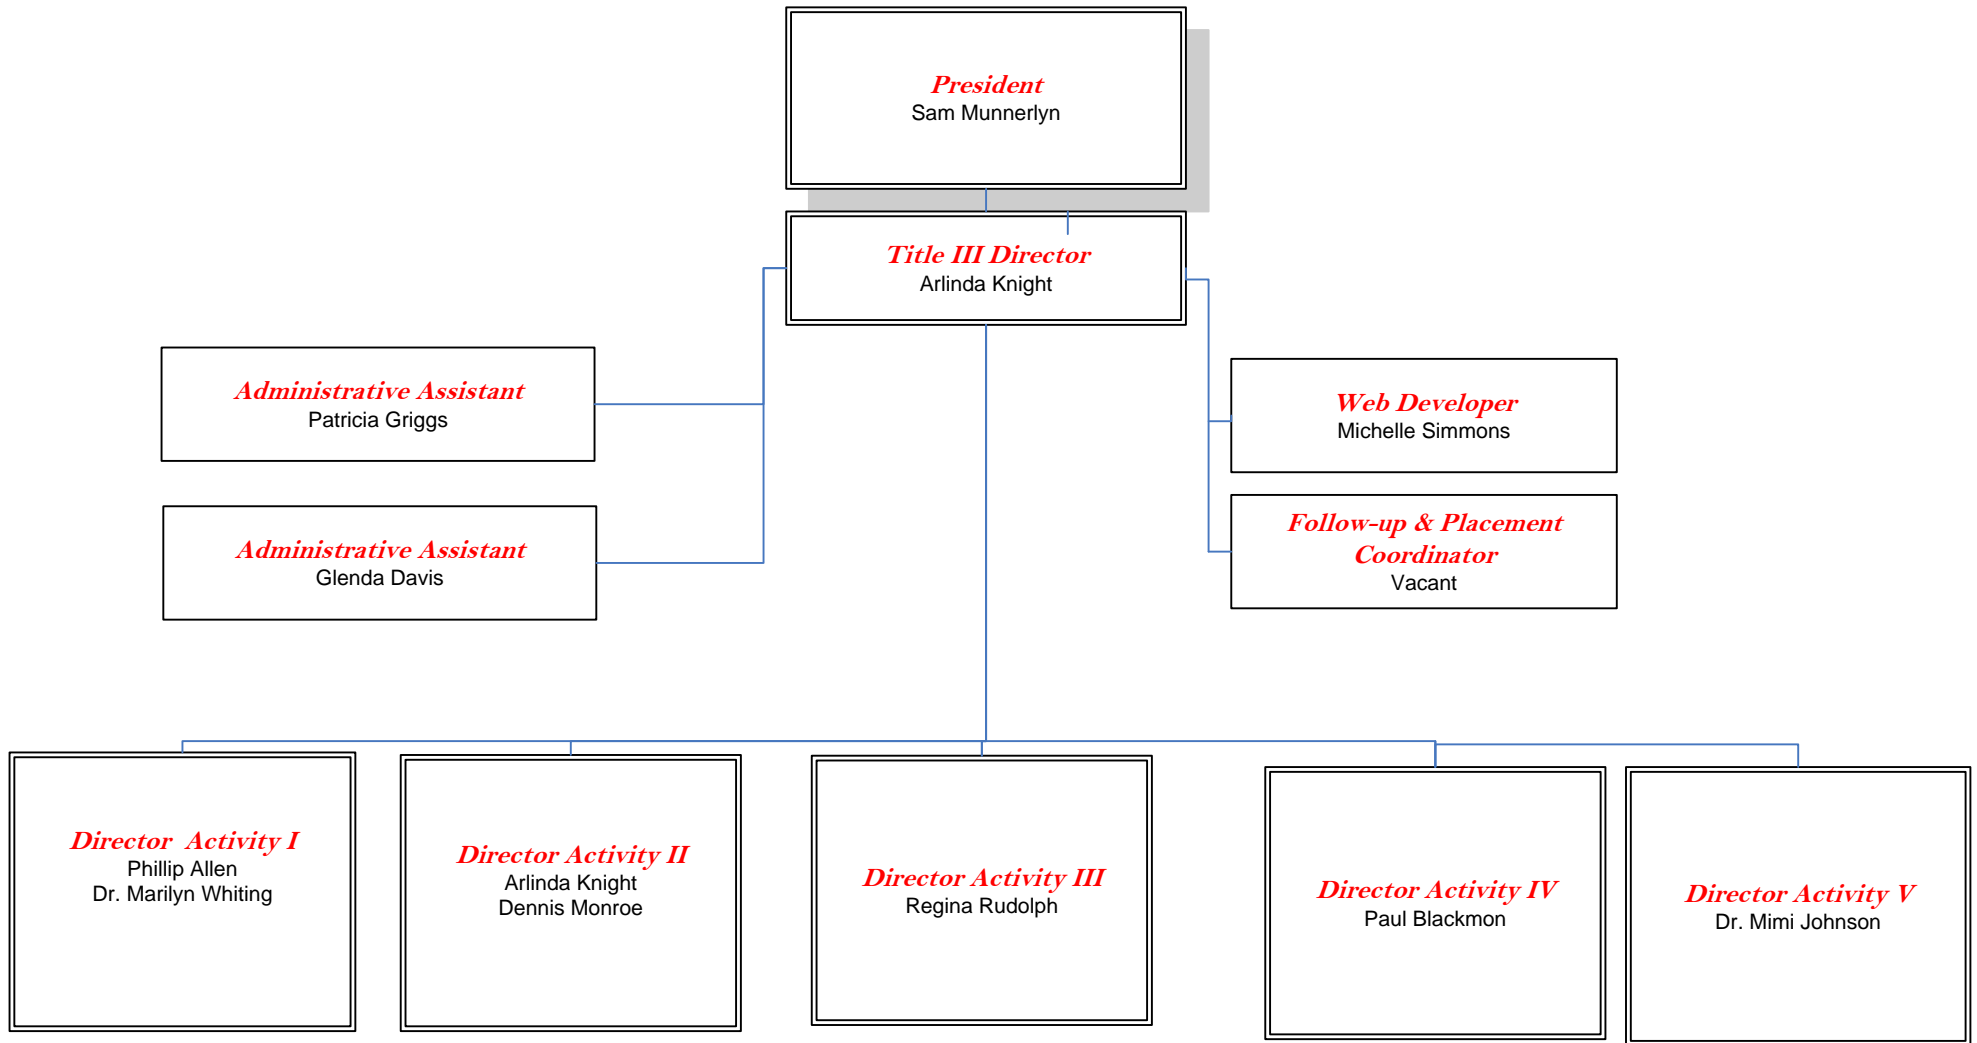 President
Sam Munnerlyn
Title III Director
Arlinda Knight
Administrative Assistant
Patricia Griggs
Web Developer
Michelle Simmons
Administrative Assistant
Glenda Davis
Follow-up & Placement
Coordinator
Vacant
Director Activity I
Phillip Allen
Dr. Marilyn Whiting
Director Activity II
Arlinda Knight
Dennis Monroe
Director Activity III
Regina Rudolph
Director Activity IV
Paul Blackmon
Director Activity V
Dr. Mimi Johnson